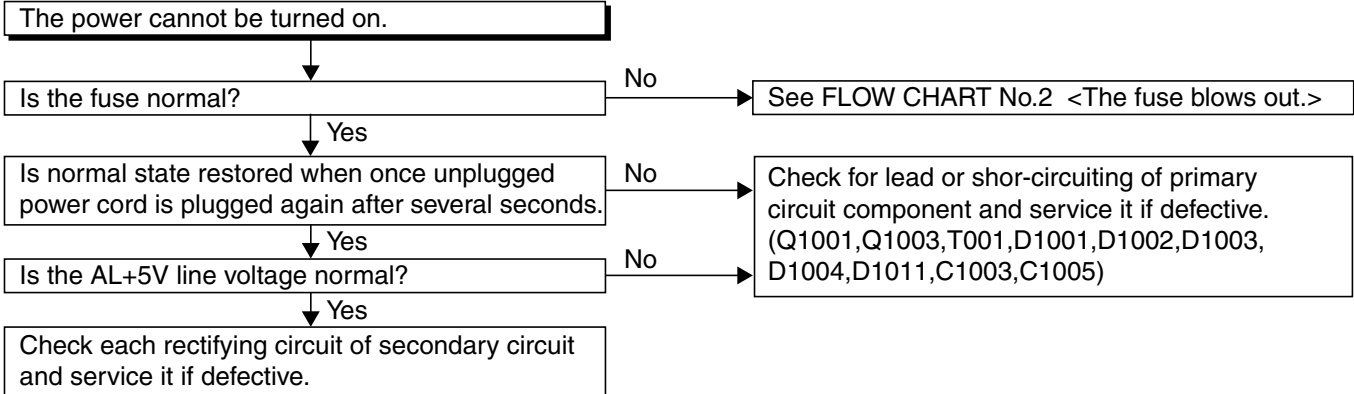 The power cannot be turned on.
Is the fuse normal?
No
See FLOW CHART No.2 <The fuse blows out.>
Yes
Is normal state restored when once unplugged
power cord is plugged again after several seconds.
No
Check for lead or shor-circuiting of primary
circuit component and service it if defective.
(Q1001,Q1003,T001,D1001,D1002,D1003,
D1004,D1011,C1003,C1005)
Yes
Is the AL+5V line voltage normal?
No
Yes
Check each rectifying circuit of secondary circuit
and service it if defective.